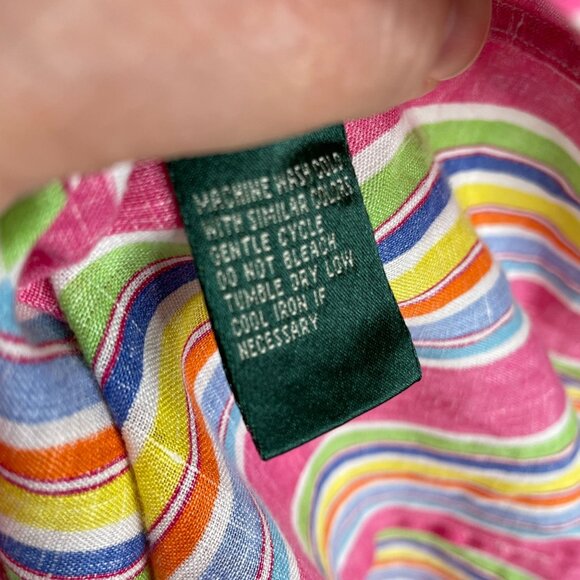 MACHINE WASH COLD
WITH SIMILAR COLORS
GENTLE CYCLE
DO NOT BLEACH
TUMBLE DRY LOW
COOL IRON IF
NECESSARY